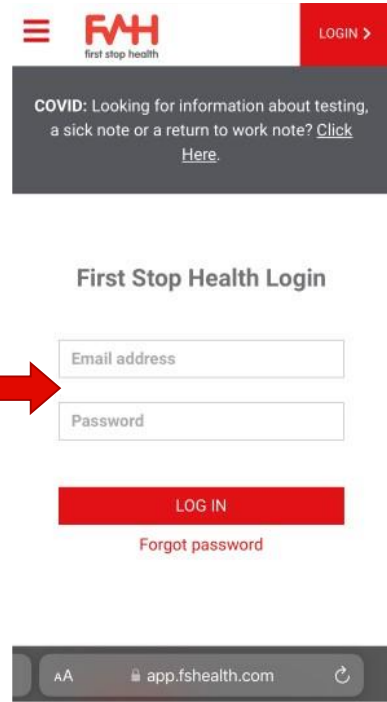 FAH
first stop health
LOGIN >
COVID: Looking for information about testing,
a sick note or a return to work note? Click
Here.
First Stop Health Login
Email address
Password
LOG IN
Forgot password
AA app.fshealth.com